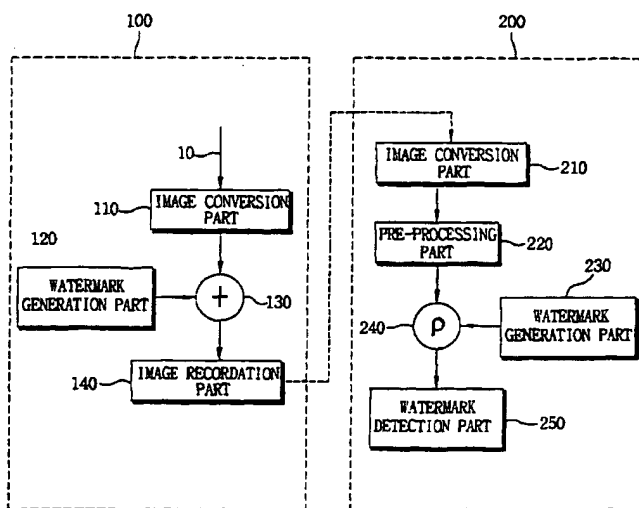 100
200
10
IMAGE CONVERSION
PART
110
120
WATERMARK
GENERATION PART
+
130
IMAGE RECORDATION
PART
140
IMAGE CONVERSION
PART
210
PRE-PROCESSING
PART
220
230
WATERMARK
GENERATION PART
240
ρ
WATERMARK
DETECTION PART
250